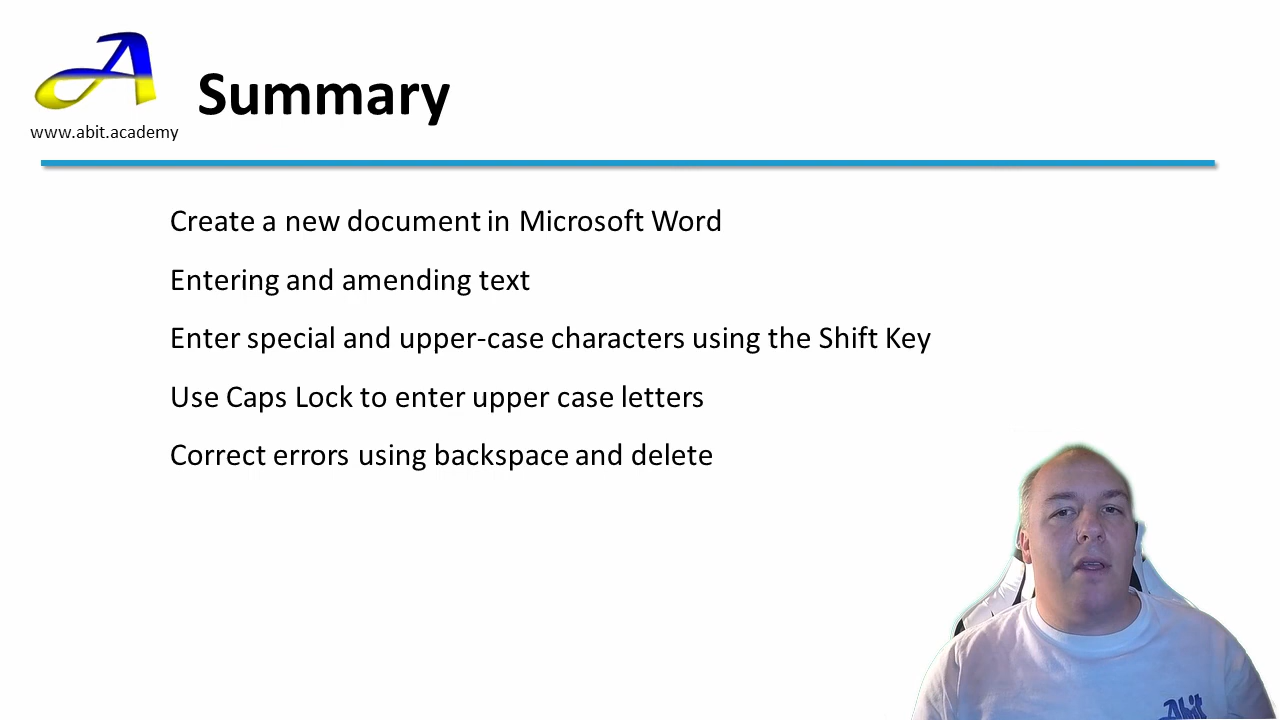 Summary
www.abit.academy
Create a new document in Microsoft Word
Entering and amending text
Enter special and upper-case characters using the Shift Key
Use Caps Lock to enter upper case letters
Correct errors using backspace and delete
Abit